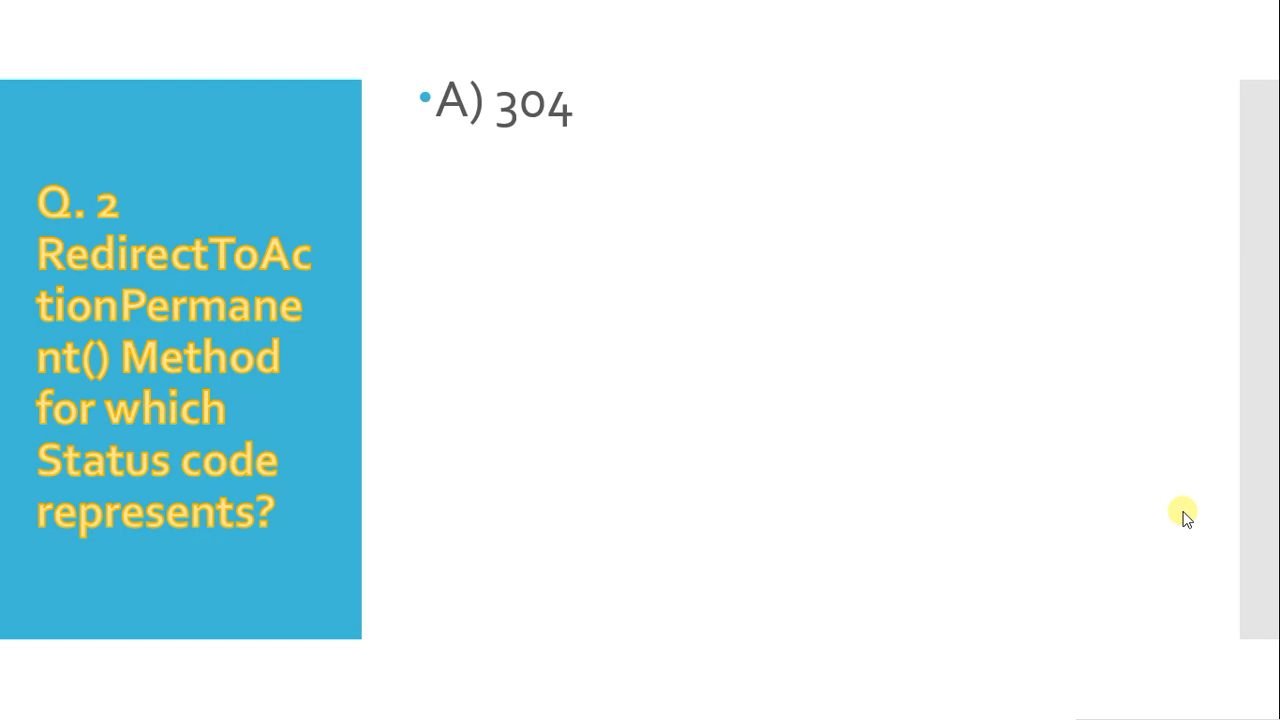 Q. 2
RedirectToAc
tionPermane
nt() Method
for which
Status code
represents?
•A) 304